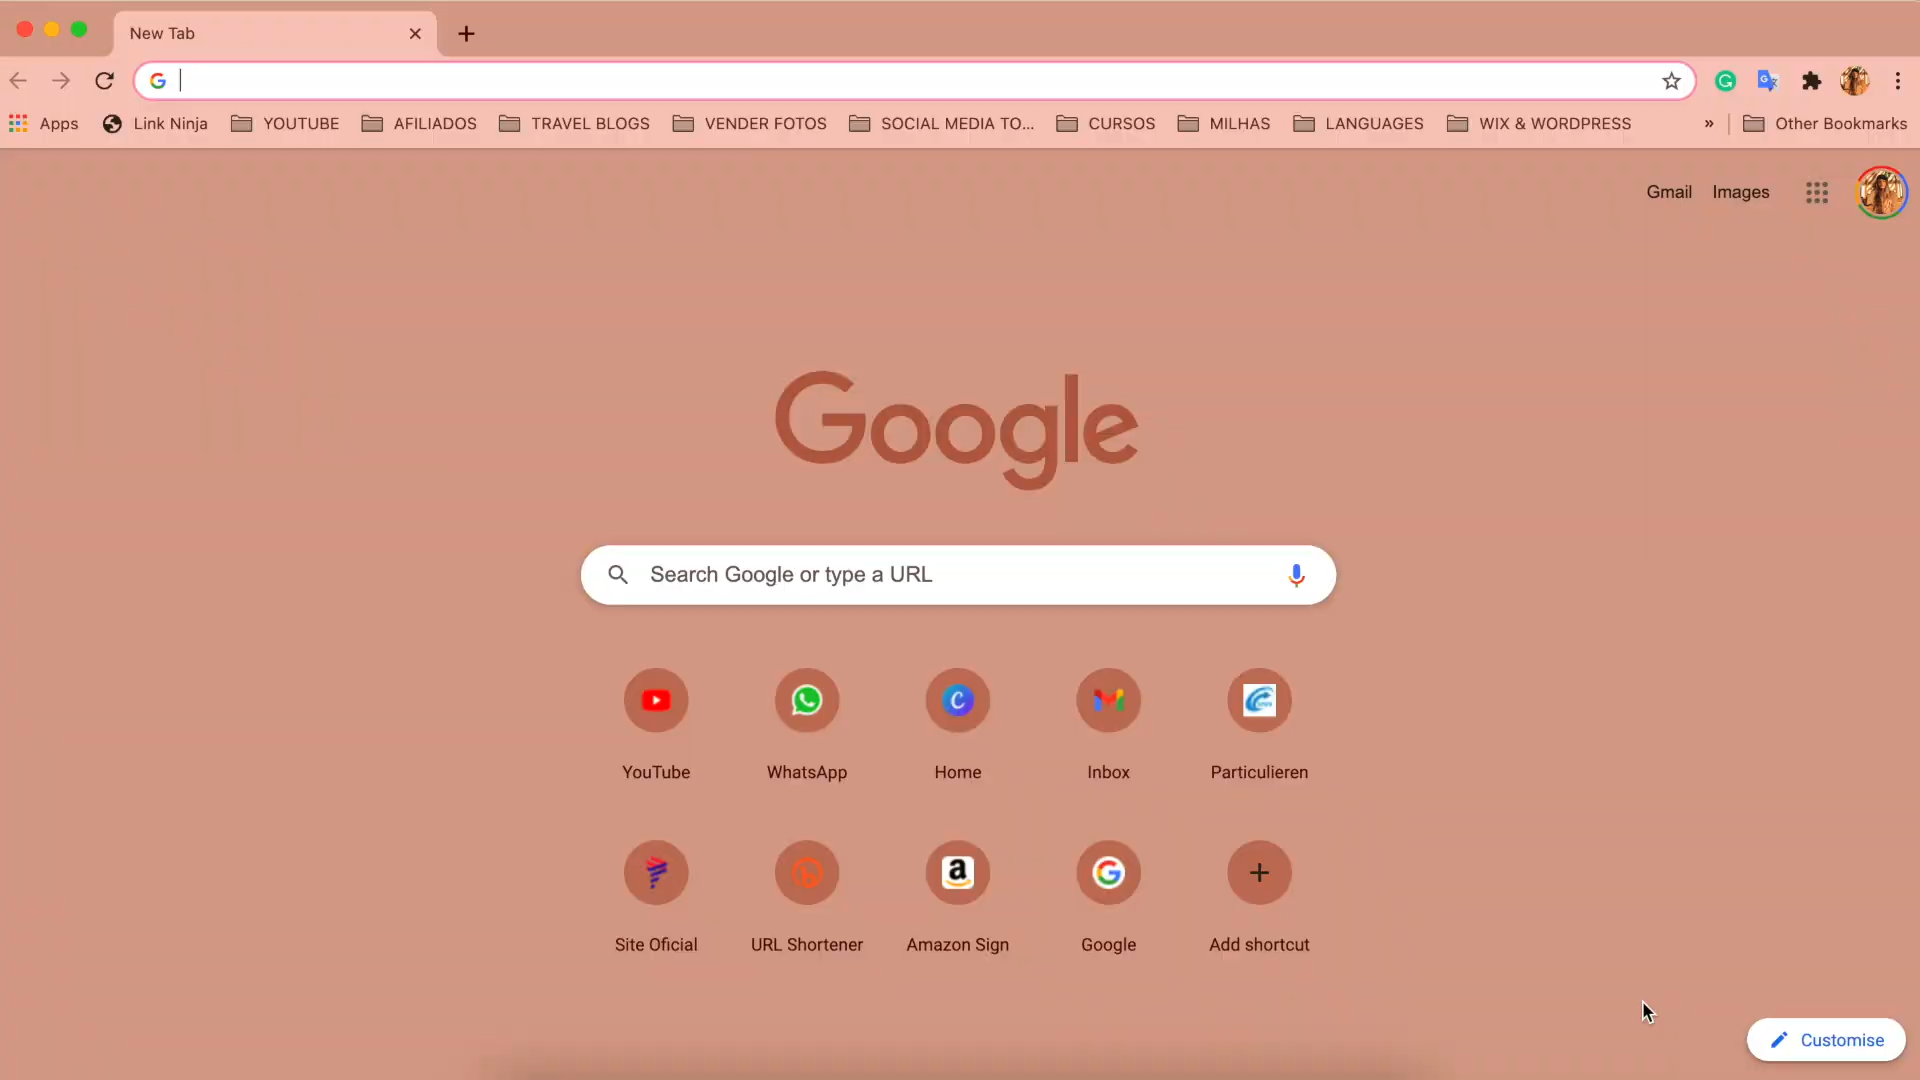 New Tab
Apps Link Ninja YOUTUBE AFILIADOS TRAVEL BLOGS VENDER FOTOS SOCIAL MEDIA TO... CURSOS MILHAS LANGUAGES WIX & WORDPRESS » Other Bookmarks
Gmail Images
Google
Search Google or type a URL
YouTube WhatsApp Home Inbox Particulieren
Site Oficial URL Shortener Amazon Sign Google Add shortcut
Customise